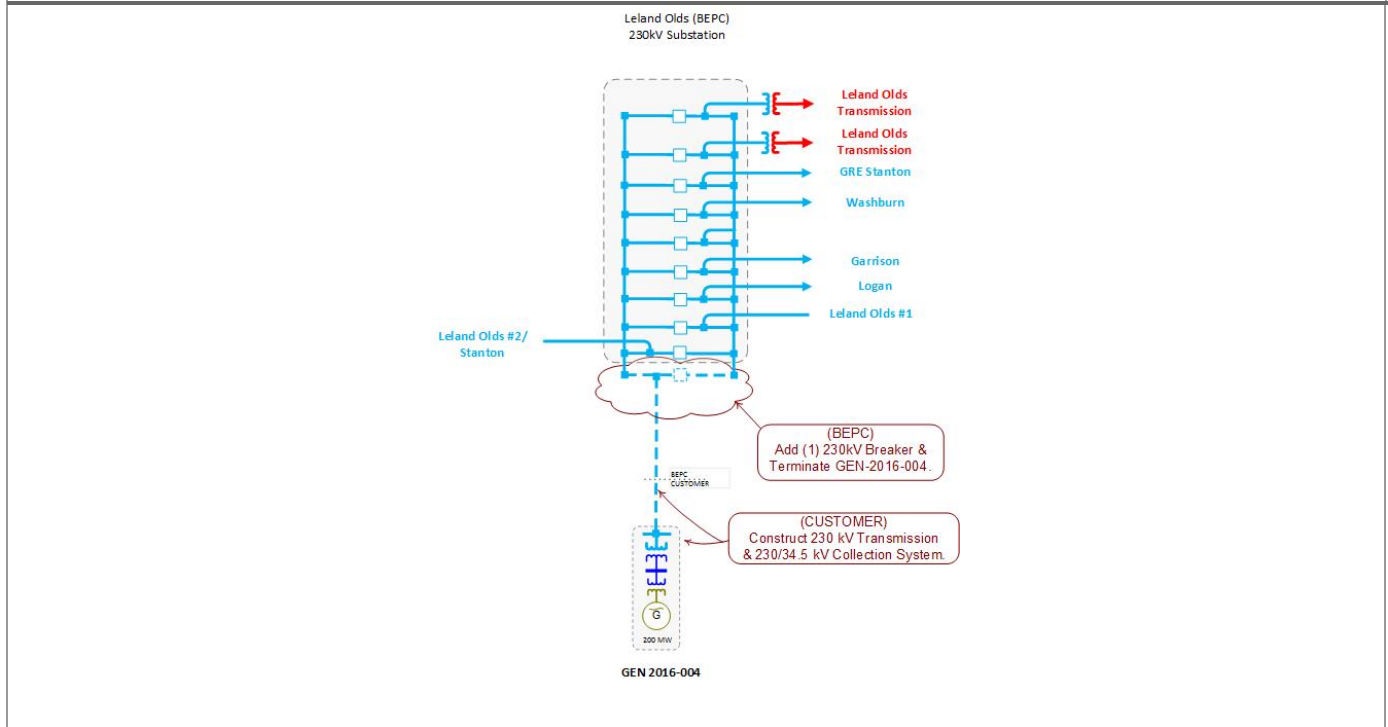 Leland Olds (BEPC)
230kV Substation
Leland Olds
Transmission
Leland Olds
Transmission
GRE Stanton
Washburn
Garrison
Logan
Leland Olds #1
Leland Olds #2/
Stanton
(BEPC)
Add (1) 230kV Breaker &
Terminate GEN-2016-004.
BEPC
CUSTOMER
(CUSTOMER)
Construct 230 kV Transmission
& 230/34.5 kV Collection System.
G
200 MW
GEN 2016-004